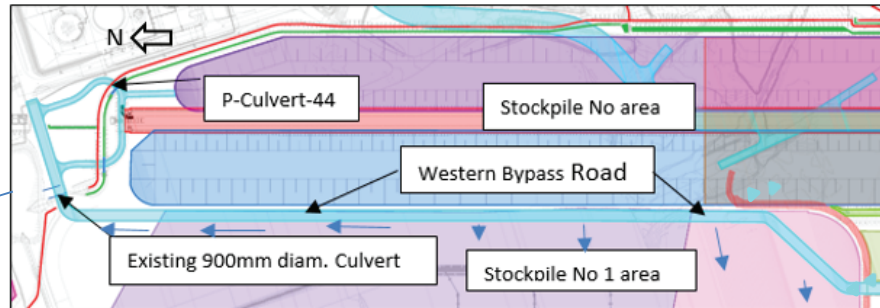 N
P-Culvert-44
Stockpile No area
Western Bypass Road
Existing 900mm diam. Culvert
Stockpile No 1 area